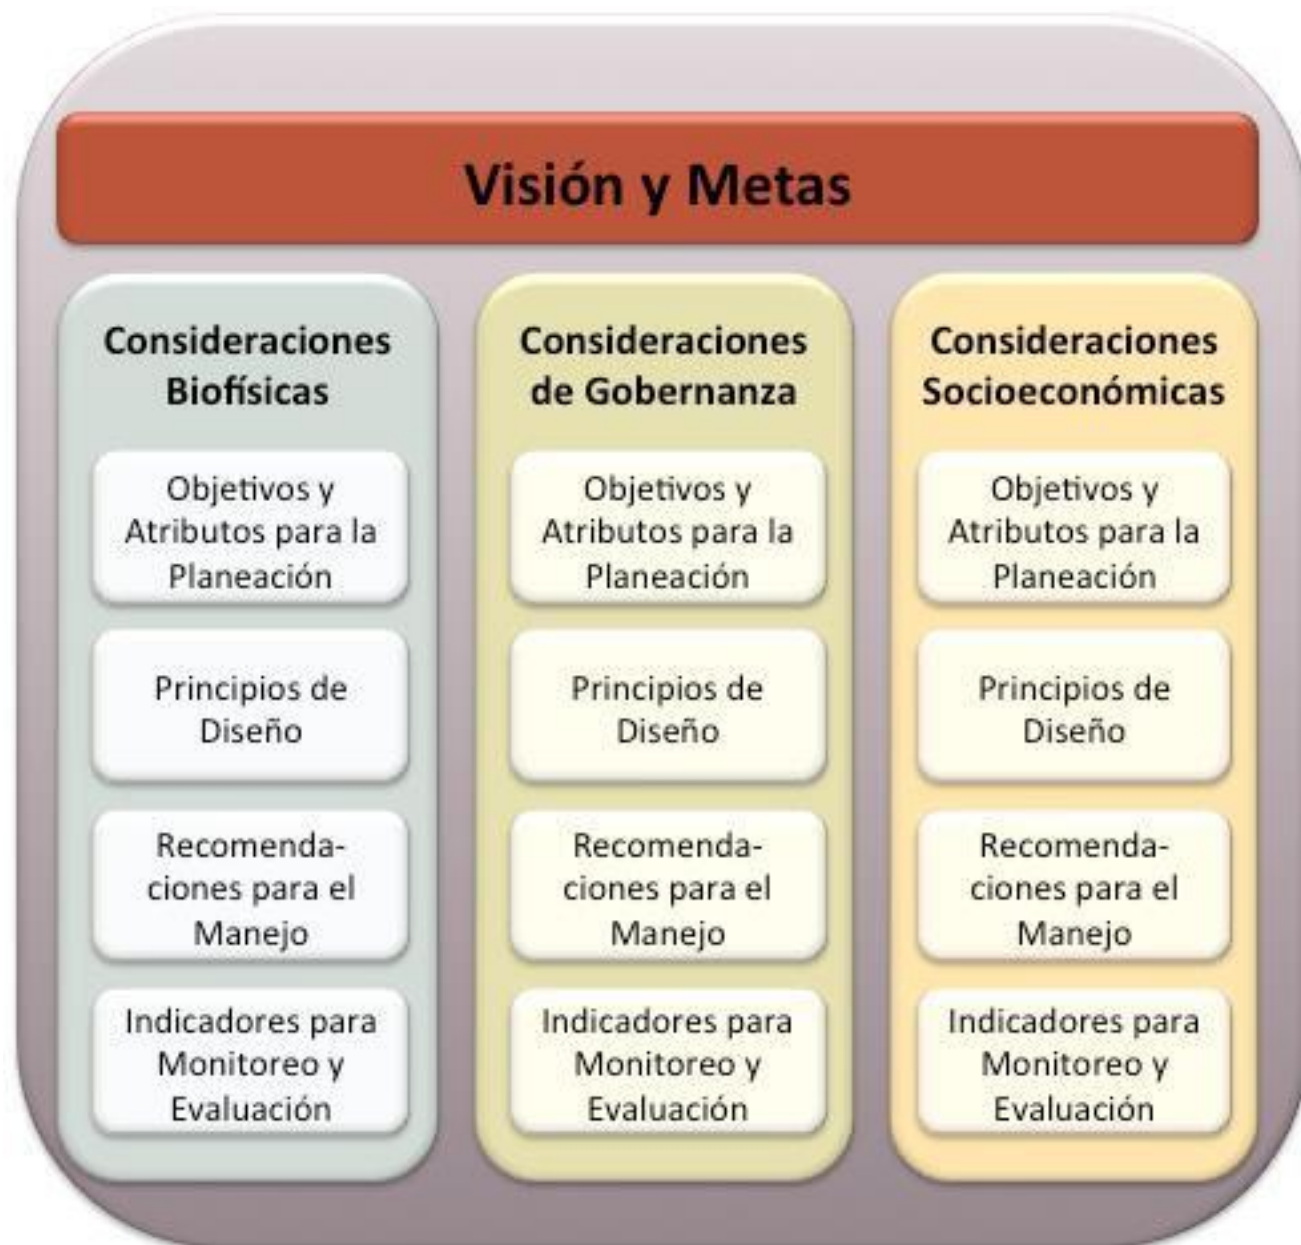 Visión y Metas
Consideraciones
Biofísicas
Objetivos y
Atributos para la
Planeación
Principios de
Diseño
Recomenda-
ciones para el
Manejo
Indicadores para
Monitoreo y
Evaluación
Consideraciones
de Gobernanza
Objetivos y
Atributos para la
Planeación
Principios de
Diseño
Recomenda-
ciones para el
Manejo
Indicadores para
Monitoreo y
Evaluación
Consideraciones
Socioeconómicas
Objetivos y
Atributos para la
Planeación
Principios de
Diseño
Recomenda-
ciones para el
Manejo
Indicadores para
Monitoreo y
Evaluación